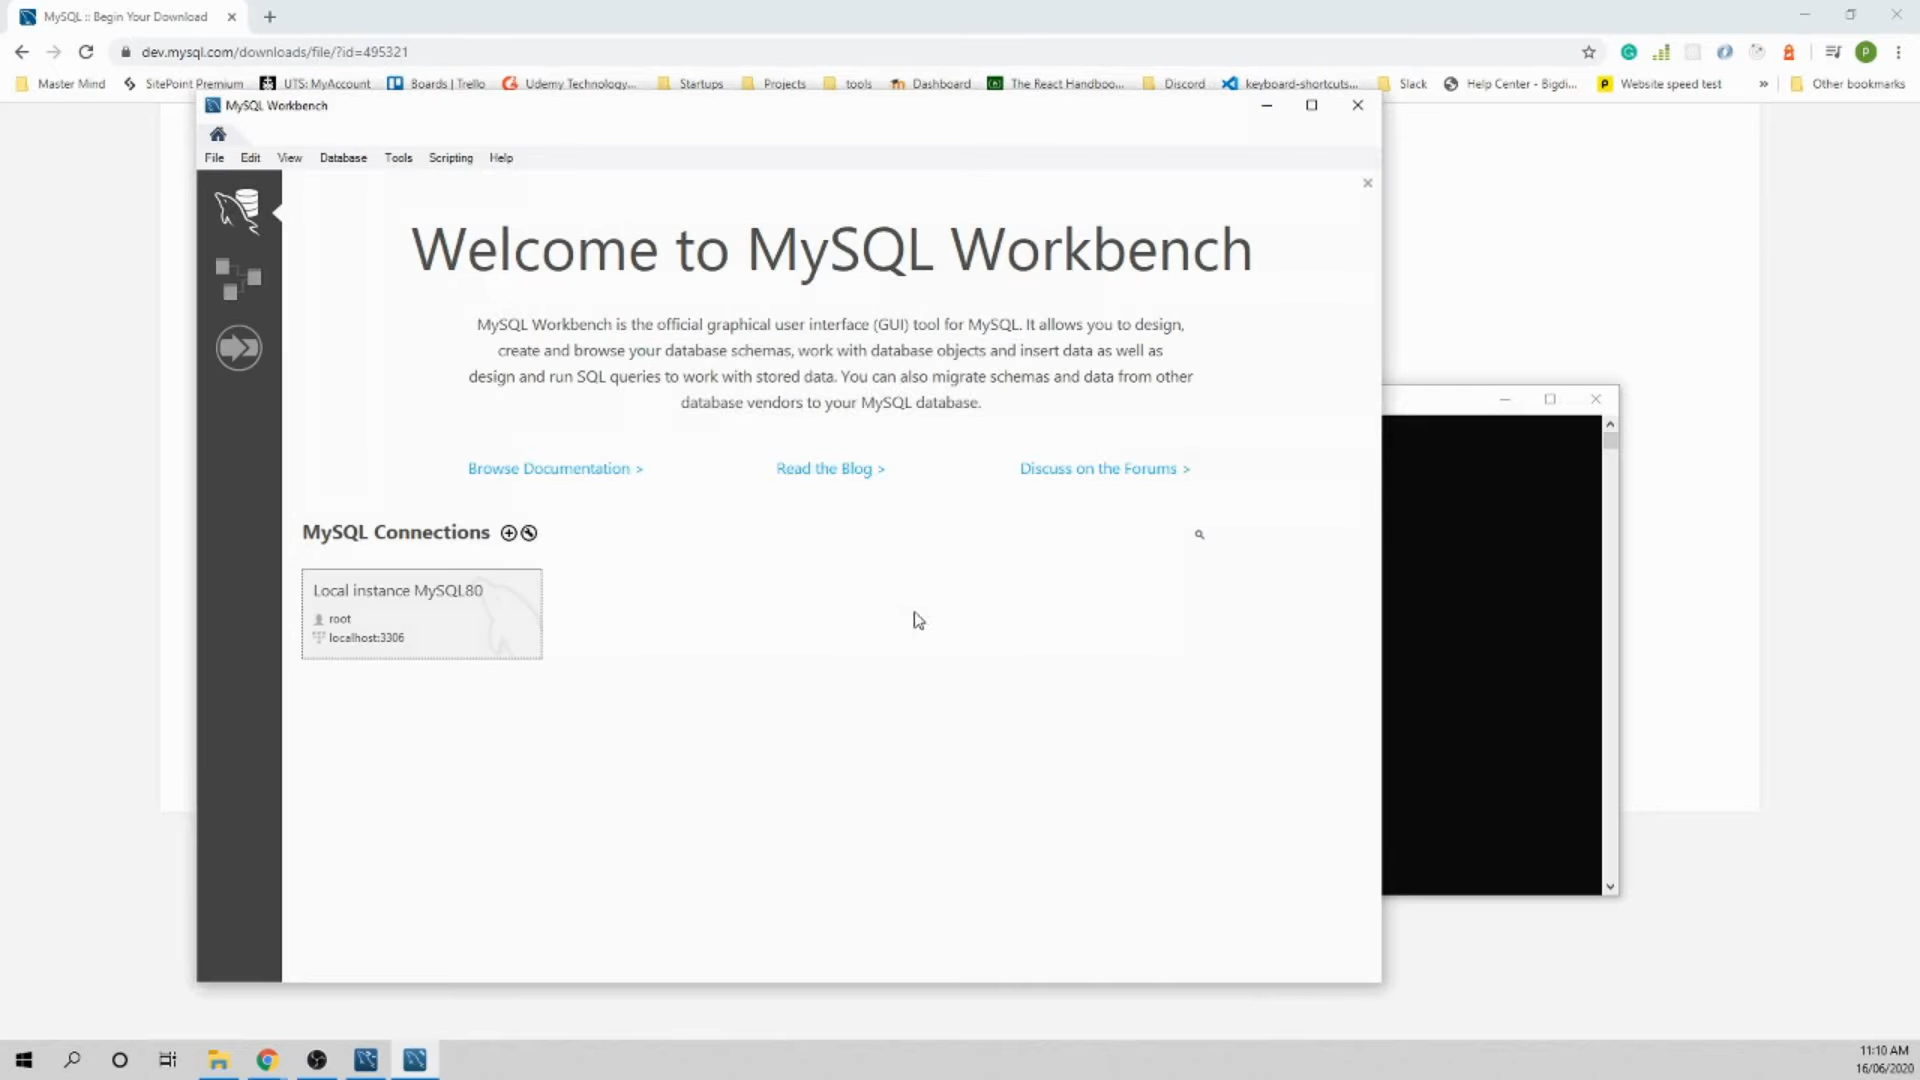 MySQL :: Begin Your Download
dev.mysql.com/downloads/file/?id=495321
P
Master Mind
SitePoint Premium
UTS: MyAccount
Boards | Trello
Udemy Technology...
Startups
Projects
tools
Dashboard
The React Handboo...
Discord
keyboard-shortcuts...
Slack
Help Center - Bigdi...
Website speed test
»
Other bookmarks
MySQL Workbench
File Edit View Database Tools Scripting Help
Welcome to MySQL Workbench
MySQL Workbench is the official graphical user interface (GUI) tool for MySQL. It allows you to design,
create and browse your database schemas, work with database objects and insert data as well as
design and run SQL queries to work with stored data. You can also migrate schemas and data from other
database vendors to your MySQL database.
Browse Documentation >
Read the Blog >
Discuss on the Forums >
MySQL Connections
Local instance MySQL80
root
localhost:3306
11:10 AM
16/06/2020